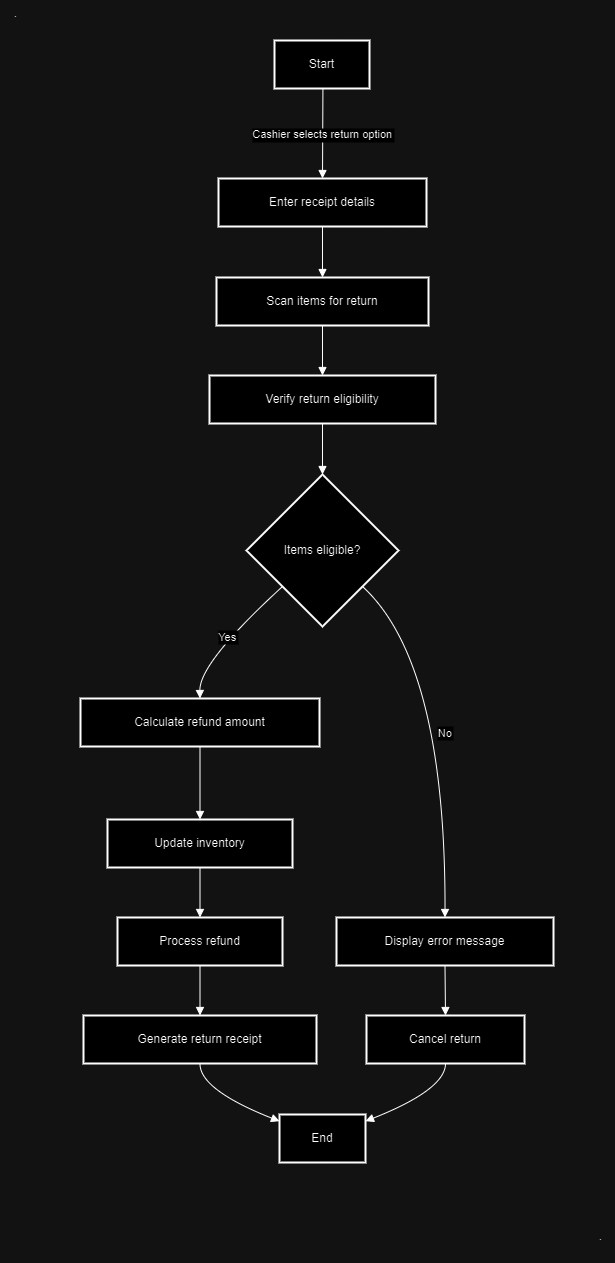 Start
Cashier selects return option
Enter receipt details
Scan items for return
Verify return eligibility
Items eligible?
Yes
Calculate refund amount
No
Update inventory
Process refund
Display error message
Generate return receipt
Cancel return
End